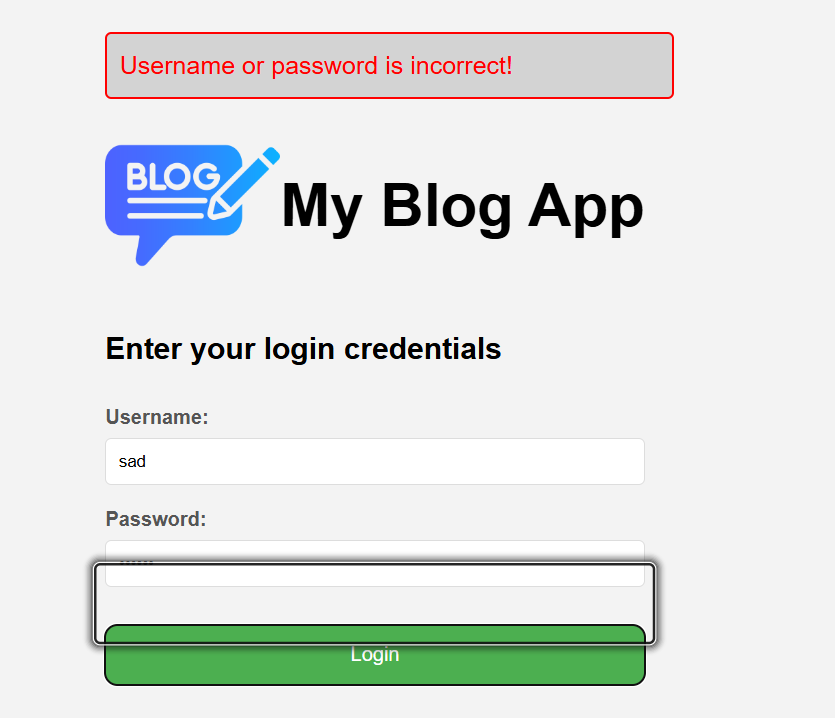 Username or password is incorrect!
BLOG
My Blog App
Enter your login credentials
Username:
sad
Password:
Login